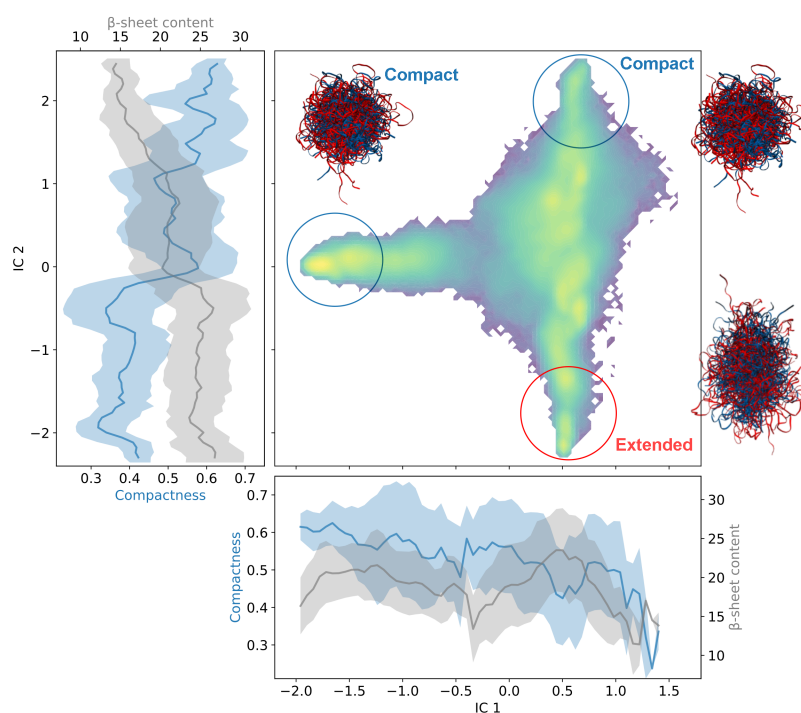 β-sheet content
10 15 20 25 30
2
1
0
−1
−2
IC 2
0.3 0.4 0.5 0.6 0.7
Compactness
Compact
Compact
Extended
0.7
0.6
0.5
0.4
0.3
Compactness
30
25
20
15
10
β-sheet content
−2.0 −1.5 −1.0 −0.5 0.0 0.5 1.0 1.5
IC 1